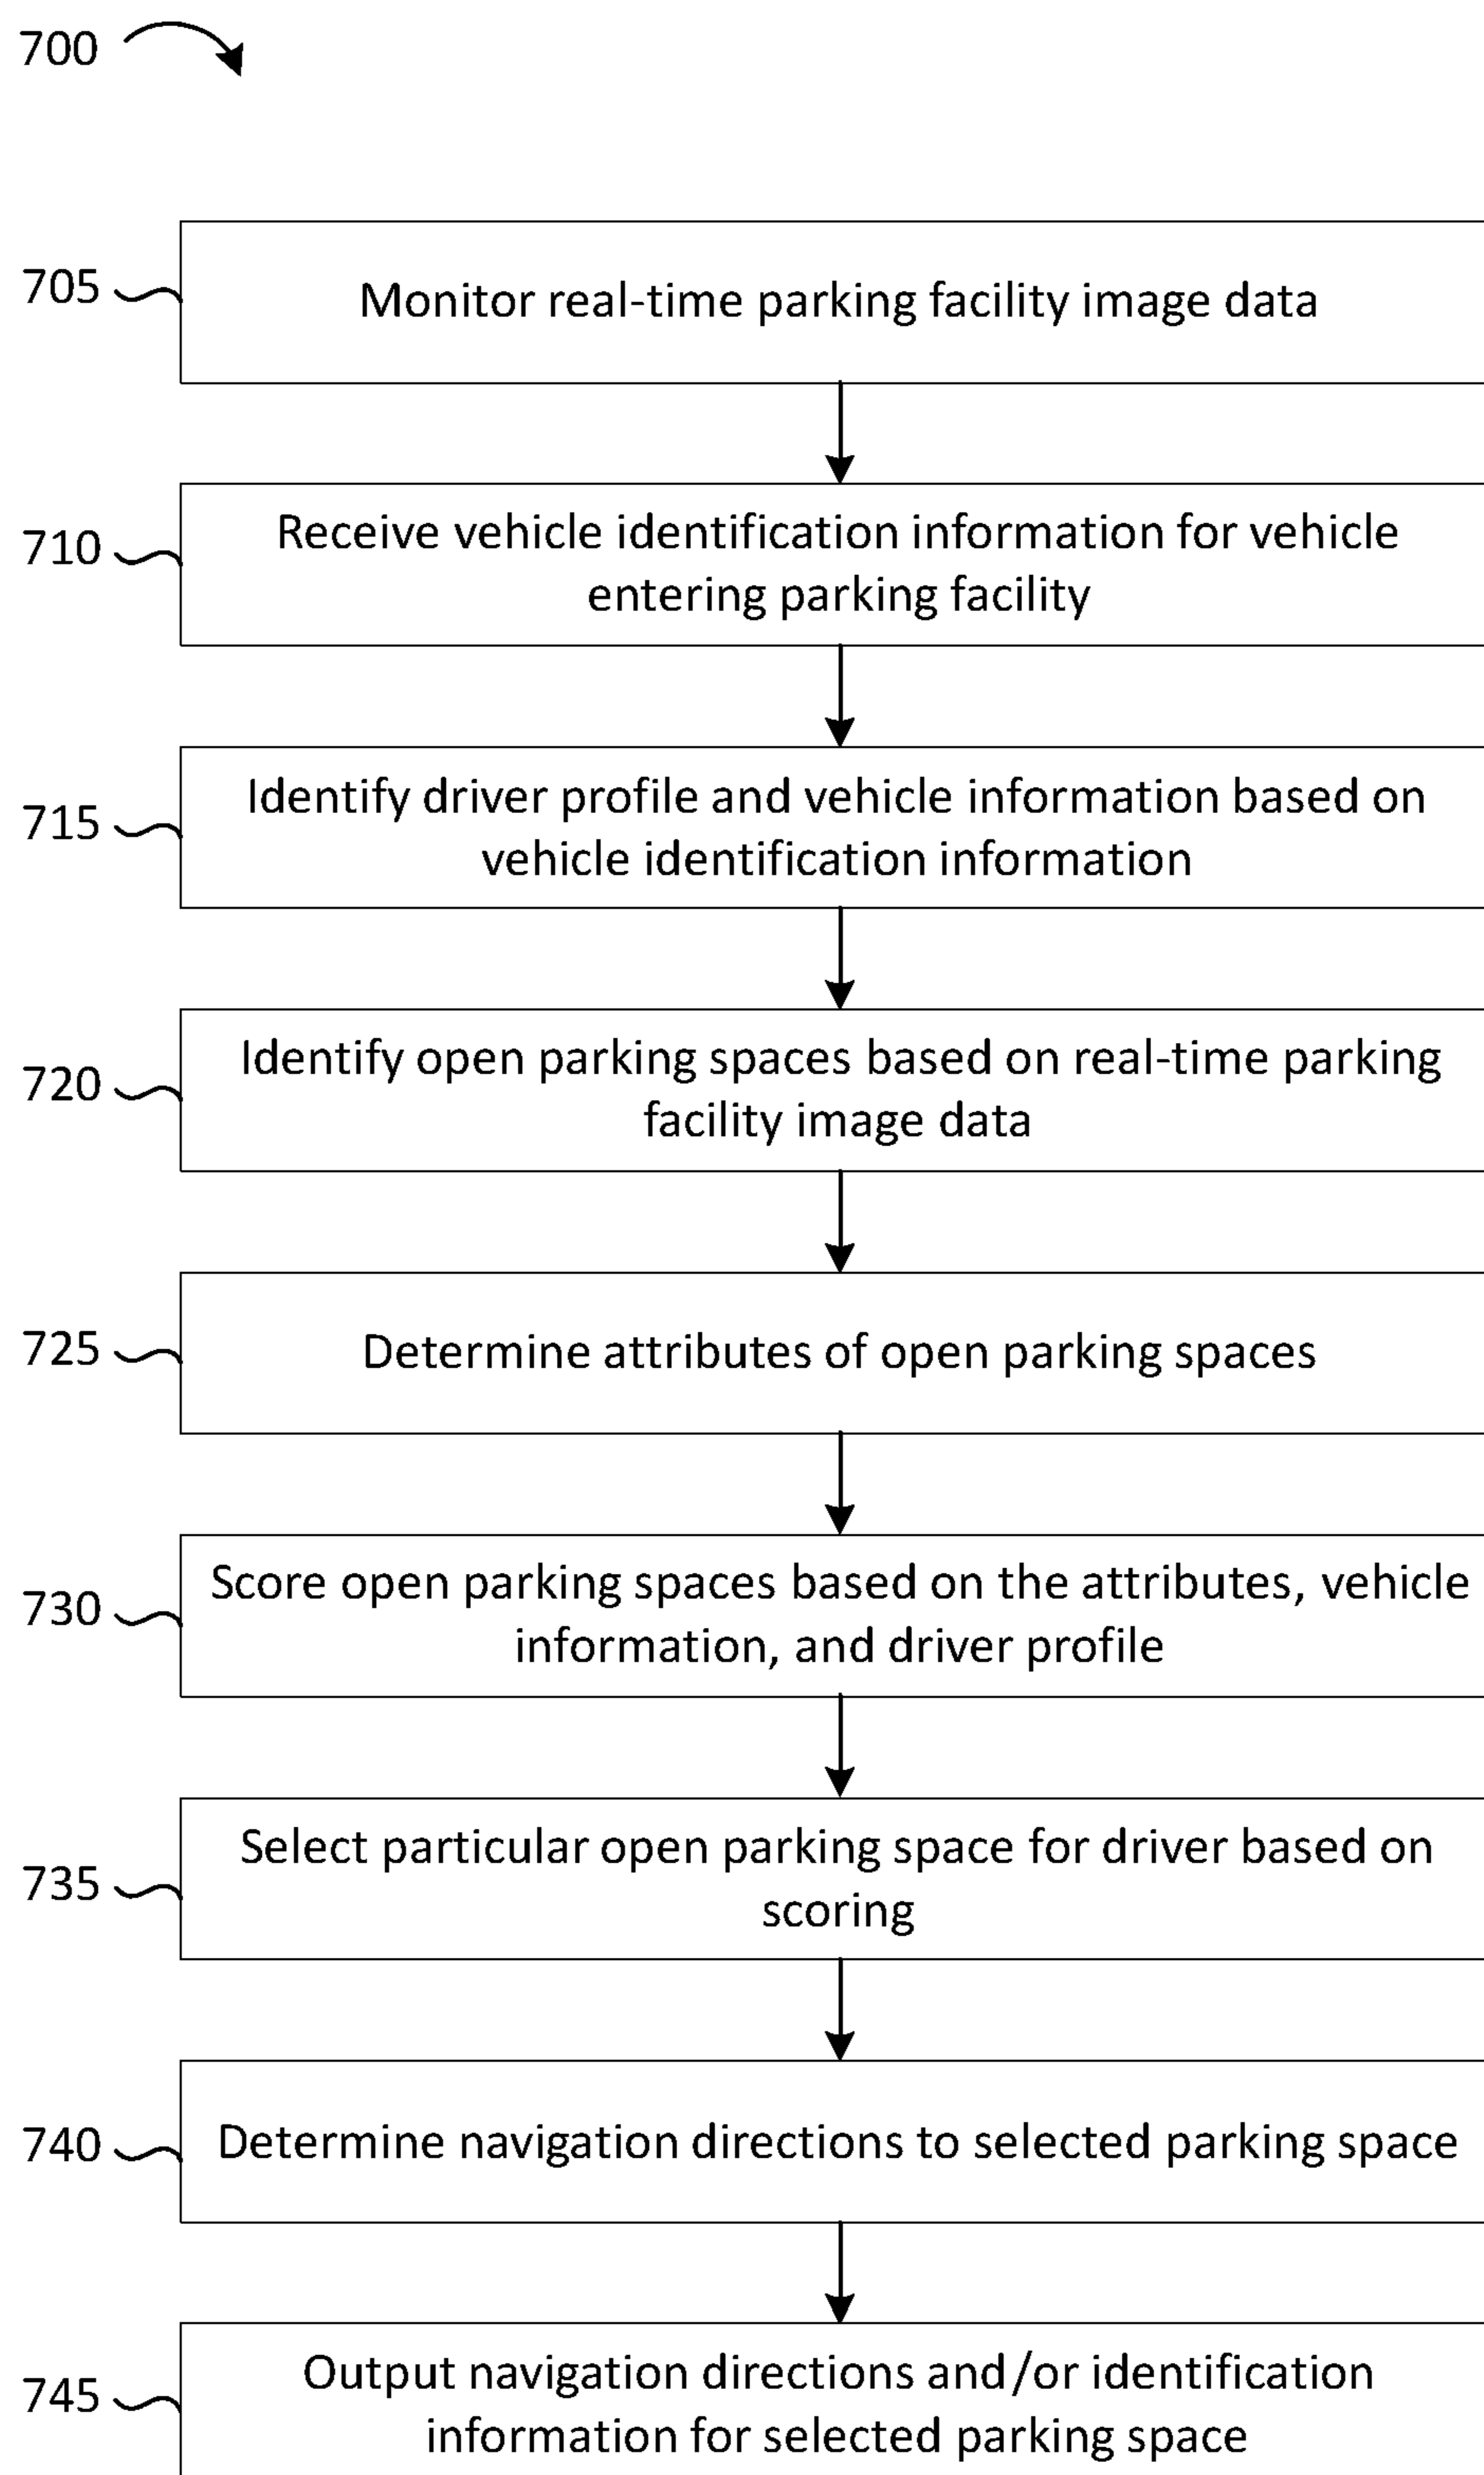 700
705
Monitor real-time parking facility image data
710
Receive vehicle identification information for vehicle
entering parking facility
715
Identify driver profile and vehicle information based on
vehicle identification information
720
Identify open parking spaces based on real-time parking
facility image data
725
Determine attributes of open parking spaces
730
Score open parking spaces based on the attributes, vehicle
information, and driver profile
735
Select particular open parking space for driver based on
scoring
740
Determine navigation directions to selected parking space
745
Output navigation directions and/or identification
information for selected parking space